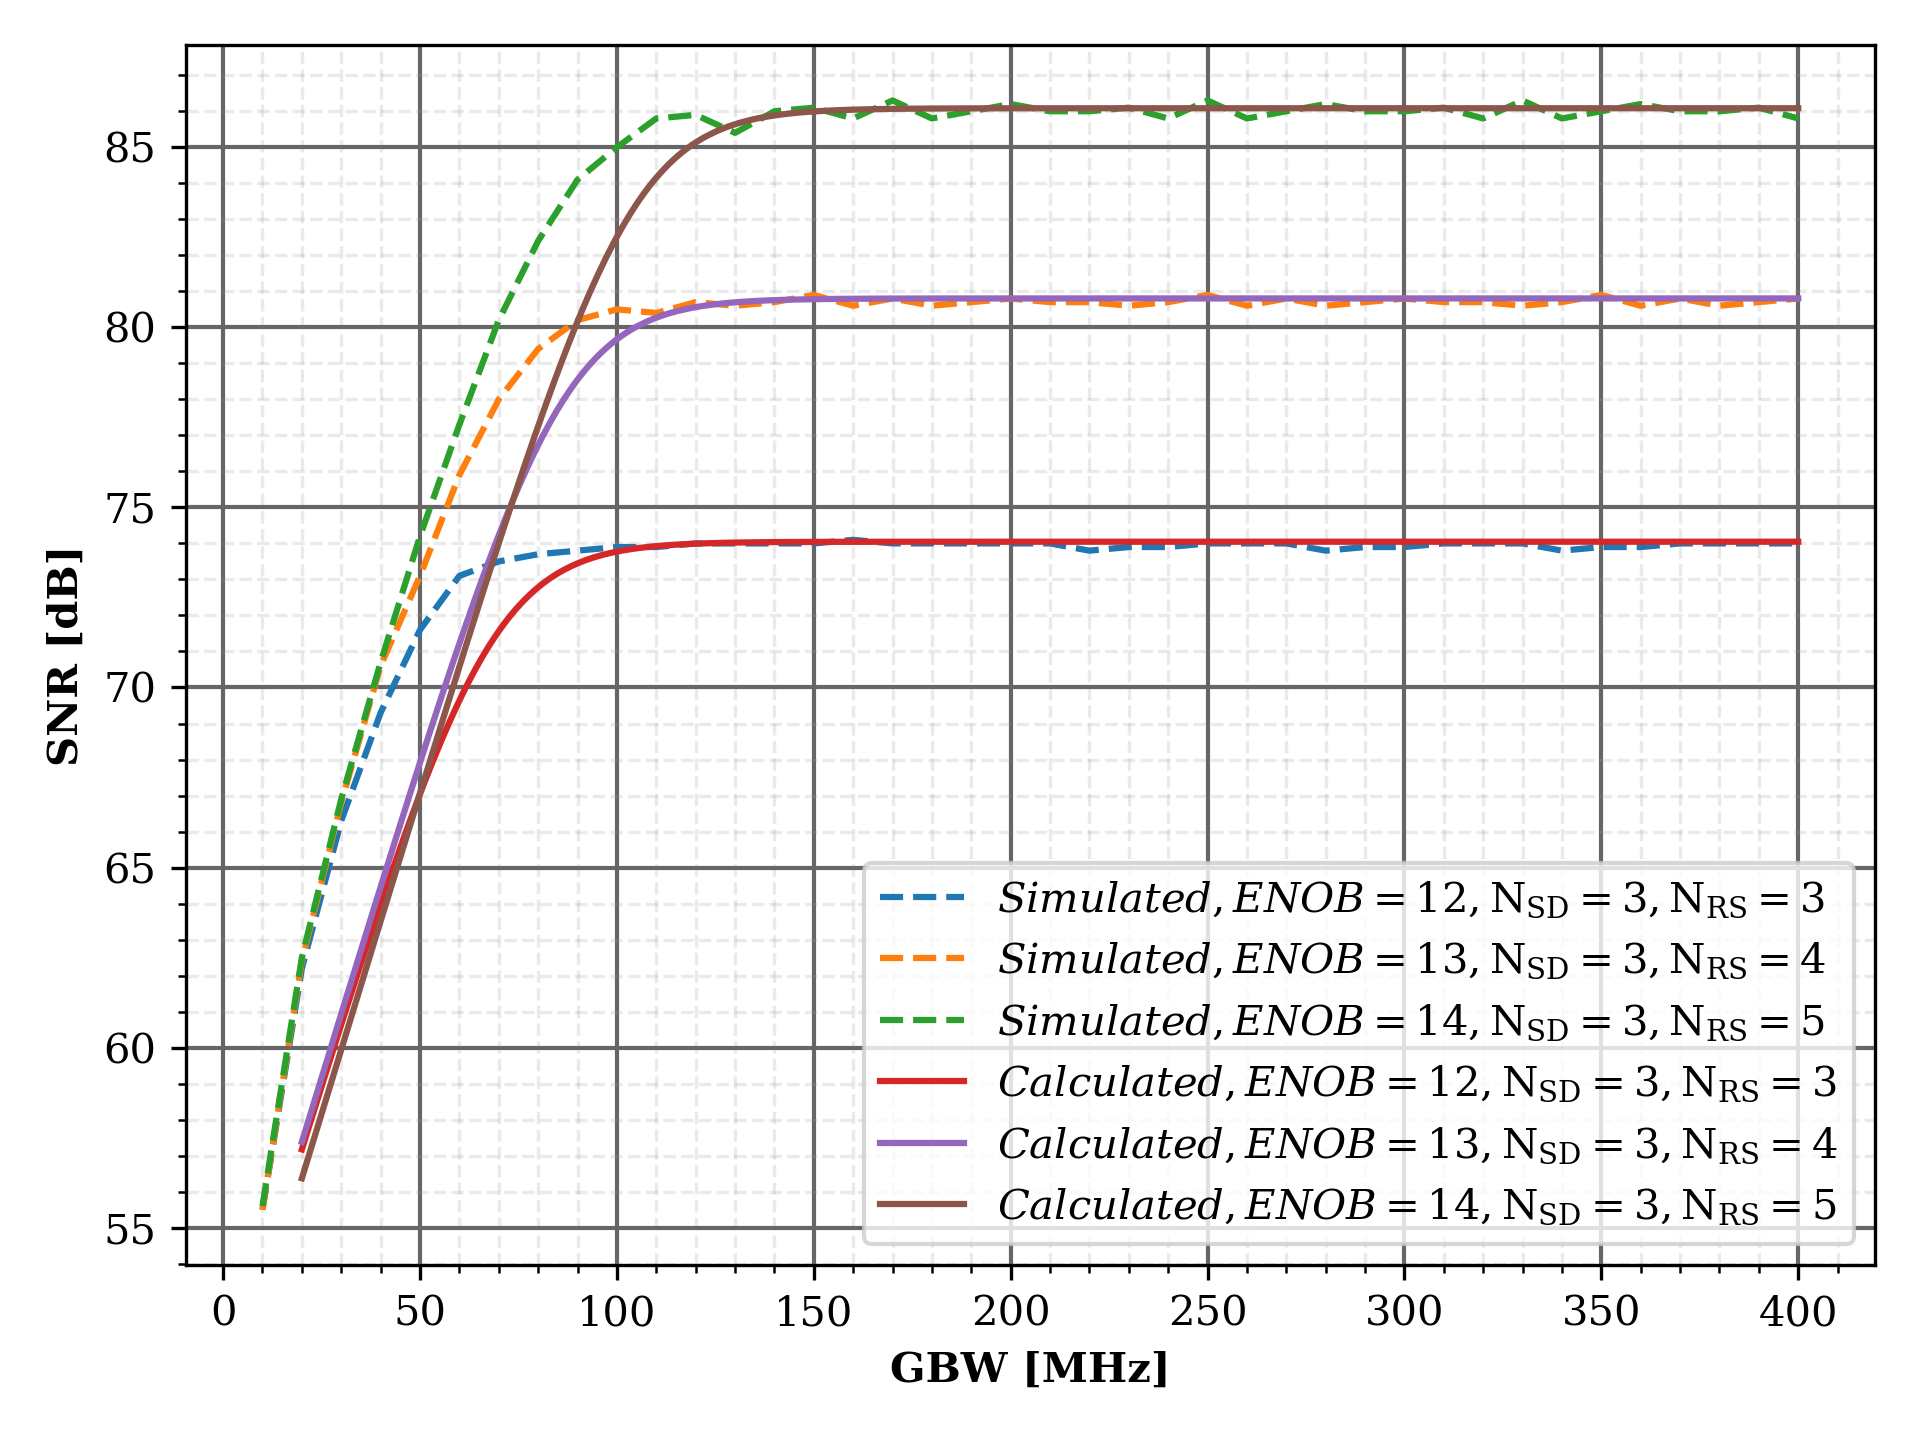 85
80
75
70
65
60
55
SNR [dB]
Simulated, ENOB = 12, N_SD = 3, N_RS = 3
Simulated, ENOB = 13, N_SD = 3, N_RS = 4
Simulated, ENOB = 14, N_SD = 3, N_RS = 5
Calculated, ENOB = 12, N_SD = 3, N_RS = 3
Calculated, ENOB = 13, N_SD = 3, N_RS = 4
Calculated, ENOB = 14, N_SD = 3, N_RS = 5
0 50 100 150 200 250 300 350 400
GBW [MHz]